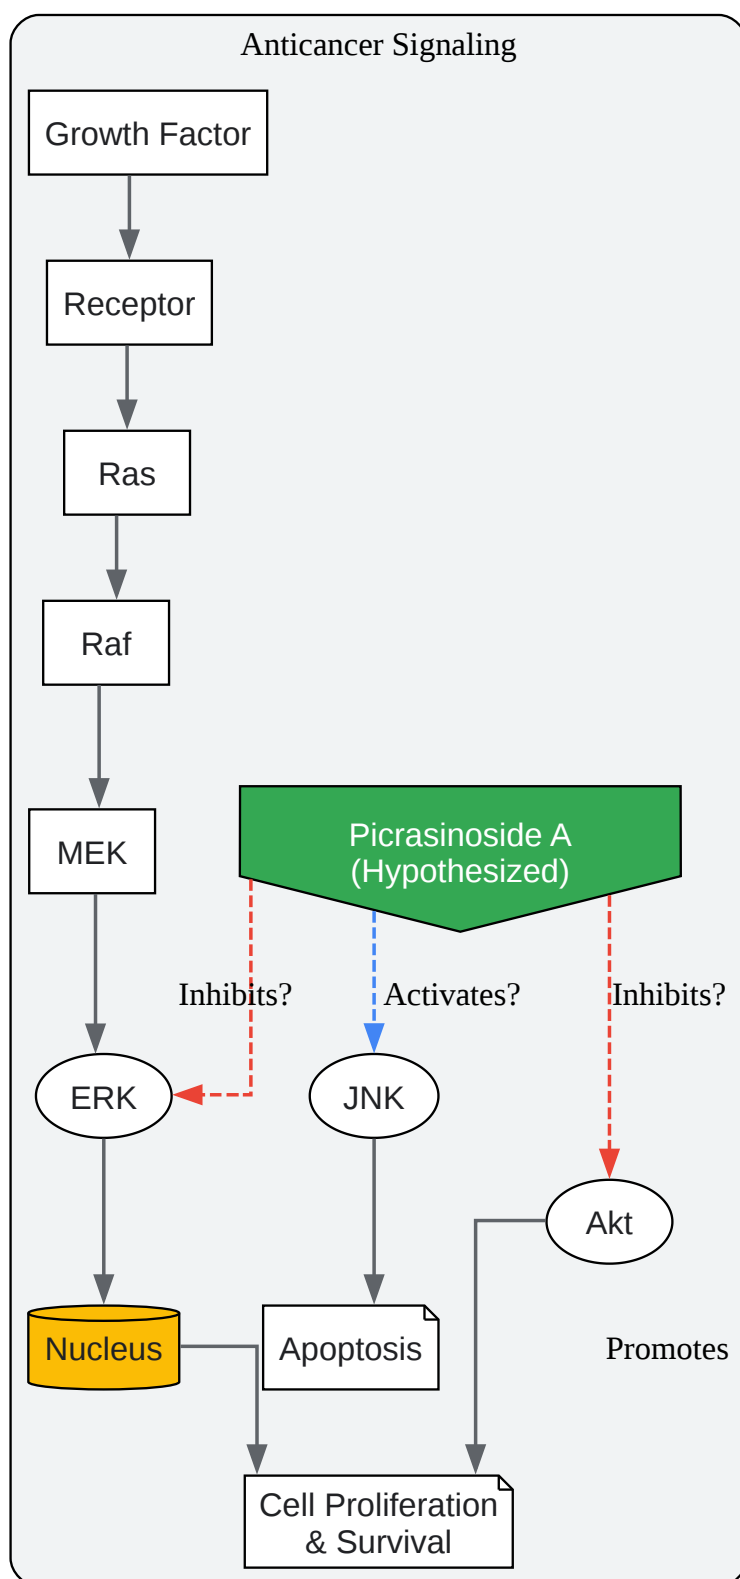 Anticancer Signaling
Growth Factor
Receptor
Ras
Raf
MEK
Picrasinoside A
(Hypothesized)
Inhibits?
Activates?
Inhibits?
ERK
JNK
Akt
Nucleus
Apoptosis
Promotes
Cell Proliferation
& Survival